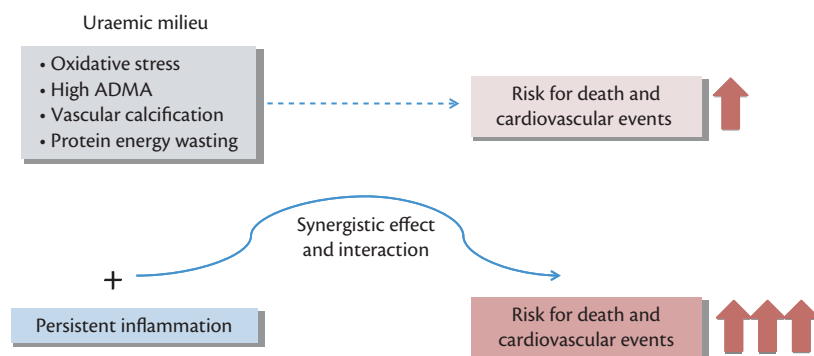 Uraemic milieu
• Oxidative stress
• High ADMA
• Vascular calcification
• Protein energy wasting
Risk for death and
cardiovascular events
Synergistic effect
and interaction
+
Persistent inflammation
Risk for death and
cardiovascular events